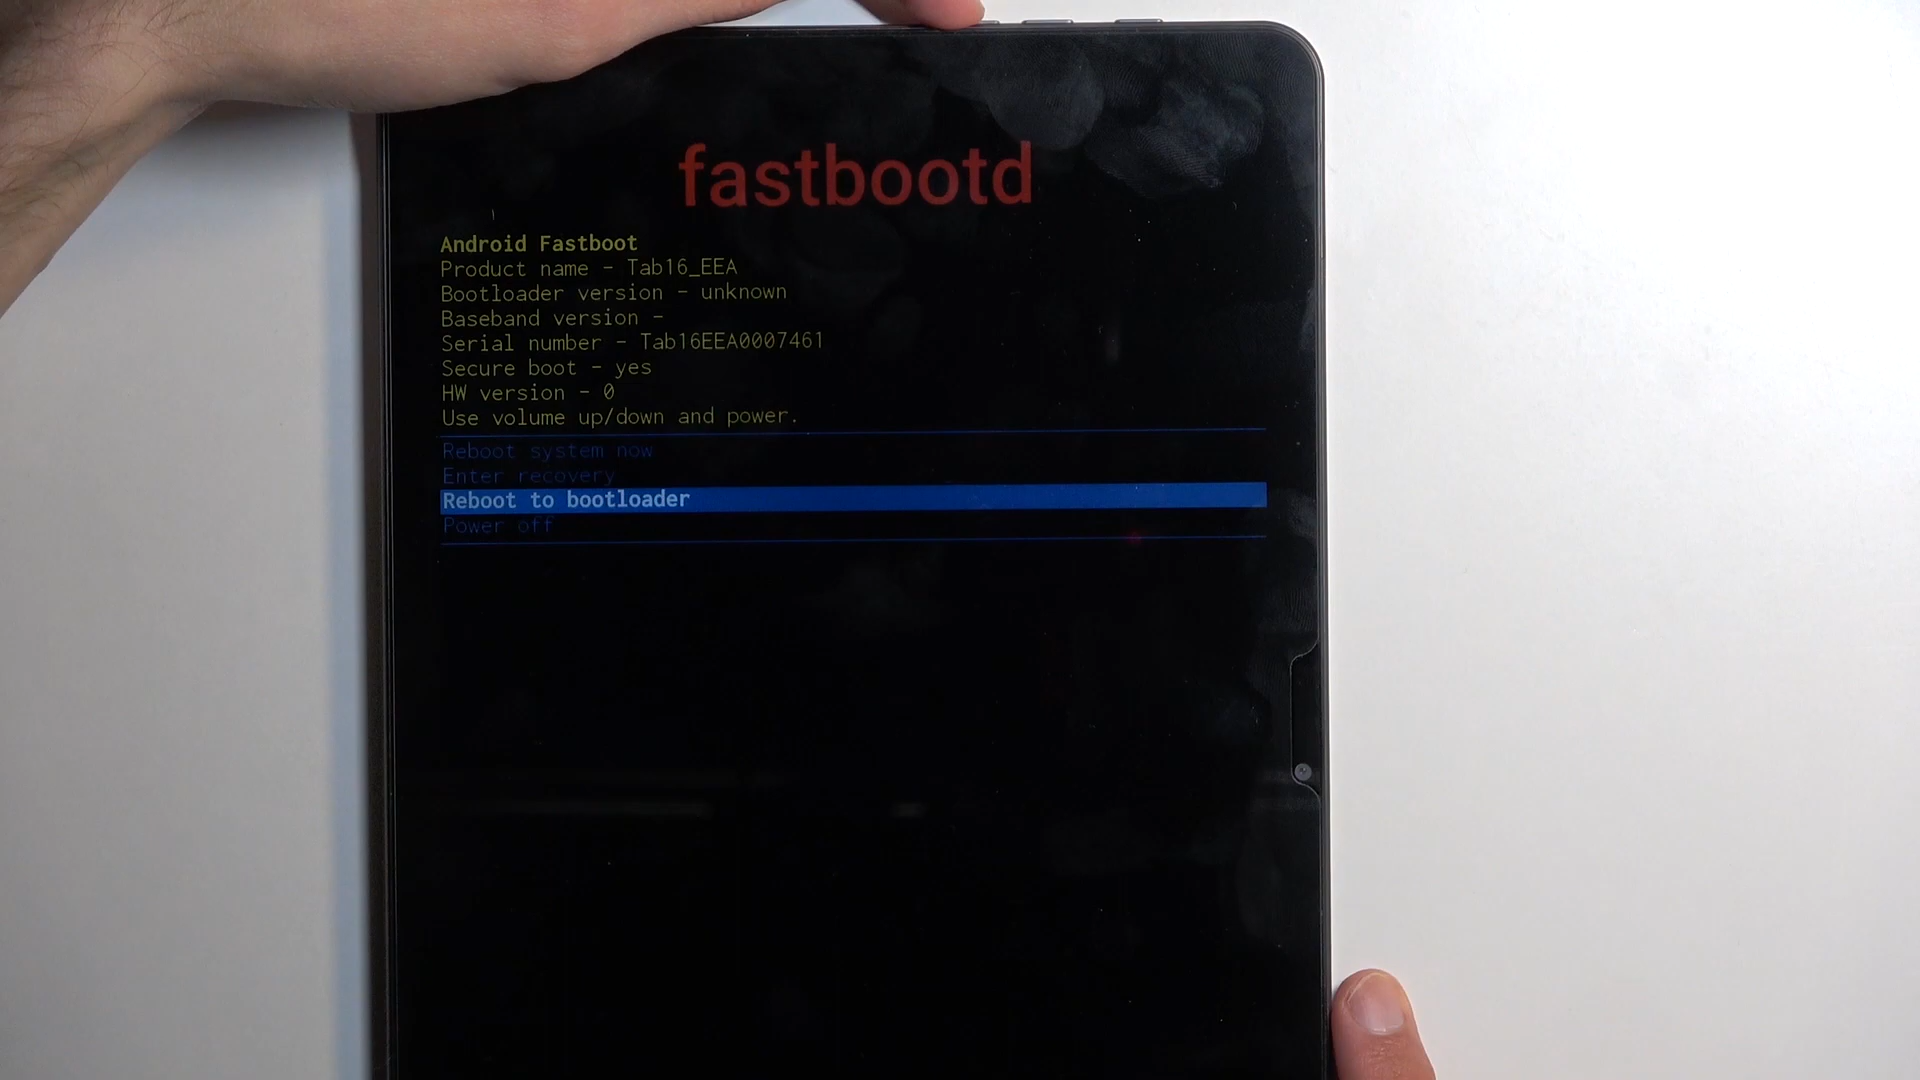 fastbootd
Android Fastboot
Product name - Tab16_EEA
Bootloader version - unknown
Baseband version -
Serial number - Tab16EEA0007461
Secure boot - yes
HW version - 0
Use volume up/down and power.
Reboot system now
Enter recovery
Reboot to bootloader
Power off